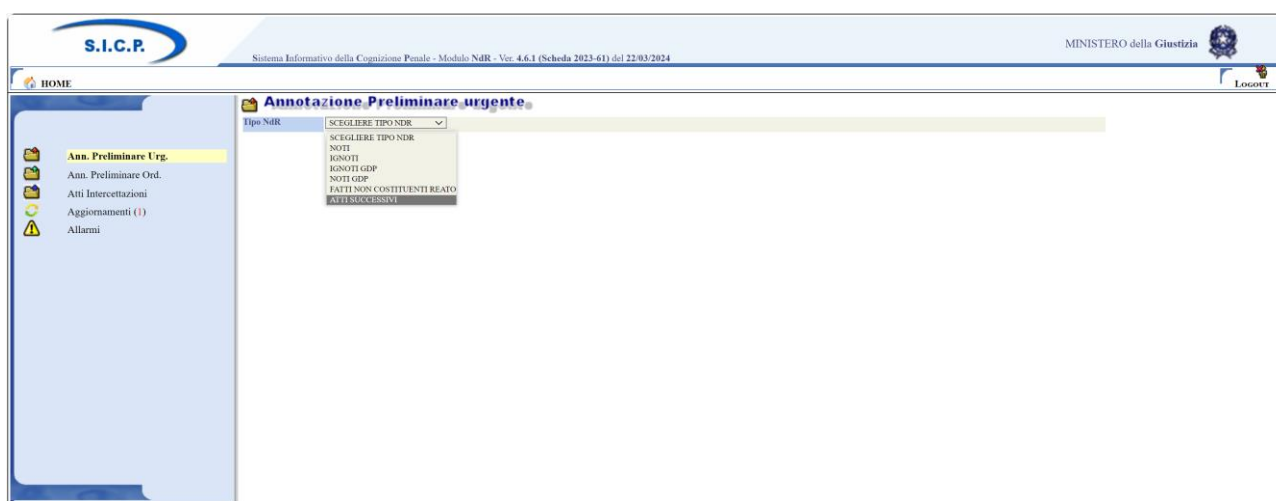 S.I.C.P.
MINISTERO della Giustizia
Sistema Informativo della Cognizione Penale - Modulo NdR - Ver. 4.6.1 (Scheda 2023-61) del 22/03/2024
HOME
LOGOUT
Annotazione Preliminare urgente
Tipo NdR
SCEGLIERE TIPO NDR
SCEGLIERE TIPO NDR
NOTI
IGNOTI
IGNOTI GDP
NOTI GDP
FATTI NON COSTITUENTI REATO
ATTI SUCCESSIVI
Ann. Preliminare Urg.
Ann. Preliminare Ord.
Atti Intercettazioni
Aggiornamenti (1)
Allarmi